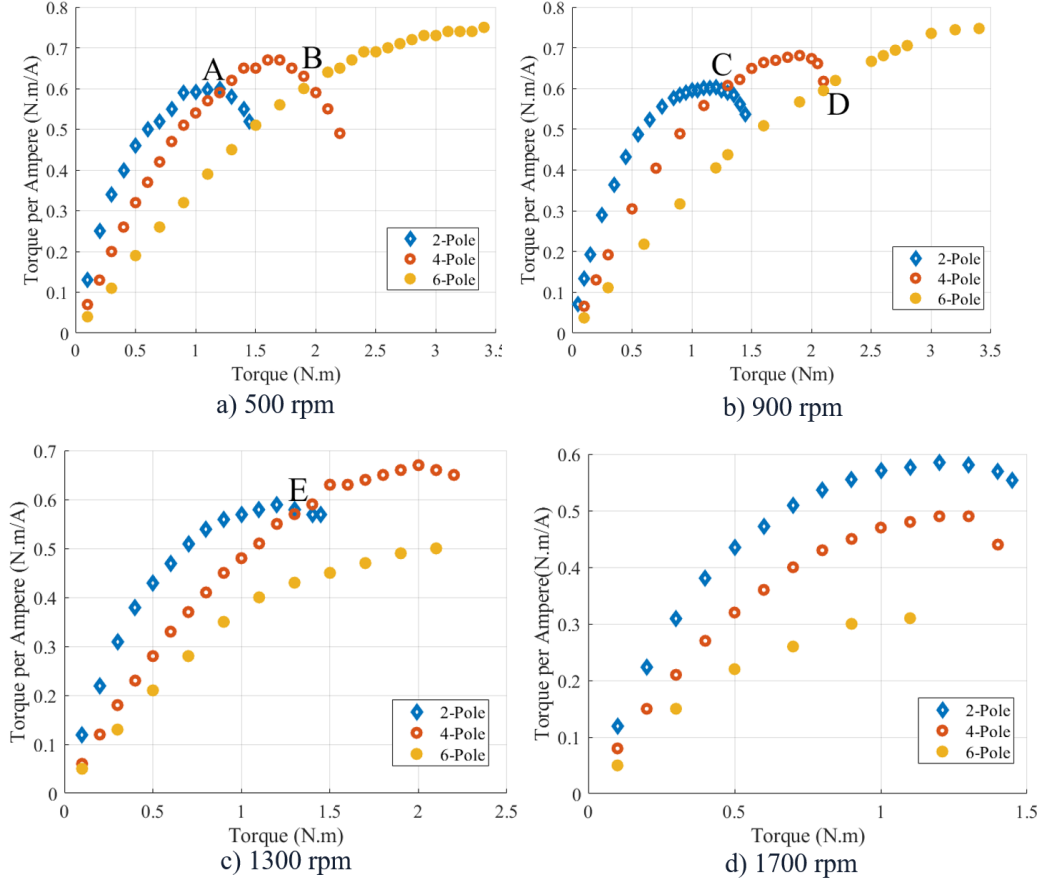 0.8
0.7
0.6
0.5
0.4
0.3
0.2
0.1
0
Torque per Ampere (N.m/A)
A
B
2-Pole
4-Pole
6-Pole
0 0.5 1 1.5 2 2.5 3 3.5
Torque (N.m)
a) 500 rpm
0.8
0.7
0.6
0.5
0.4
0.3
0.2
0.1
0
Torque per Ampere (N.m/A)
C
D
2-Pole
4-Pole
6-Pole
0 0.5 1 1.5 2 2.5 3 3.5
Torque (Nm)
b) 900 rpm
0.7
0.6
0.5
0.4
0.3
0.2
0.1
0
Torque per Ampere (N.m/A)
E
2-Pole
4-Pole
6-Pole
0 0.5 1 1.5 2 2.5
Torque (N.m)
c) 1300 rpm
0.6
0.5
0.4
0.3
0.2
0.1
0
Torque per Ampere(N.m/A)
2-Pole
4-Pole
6-Pole
0 0.5 1 1.5
Torque (N.m)
d) 1700 rpm